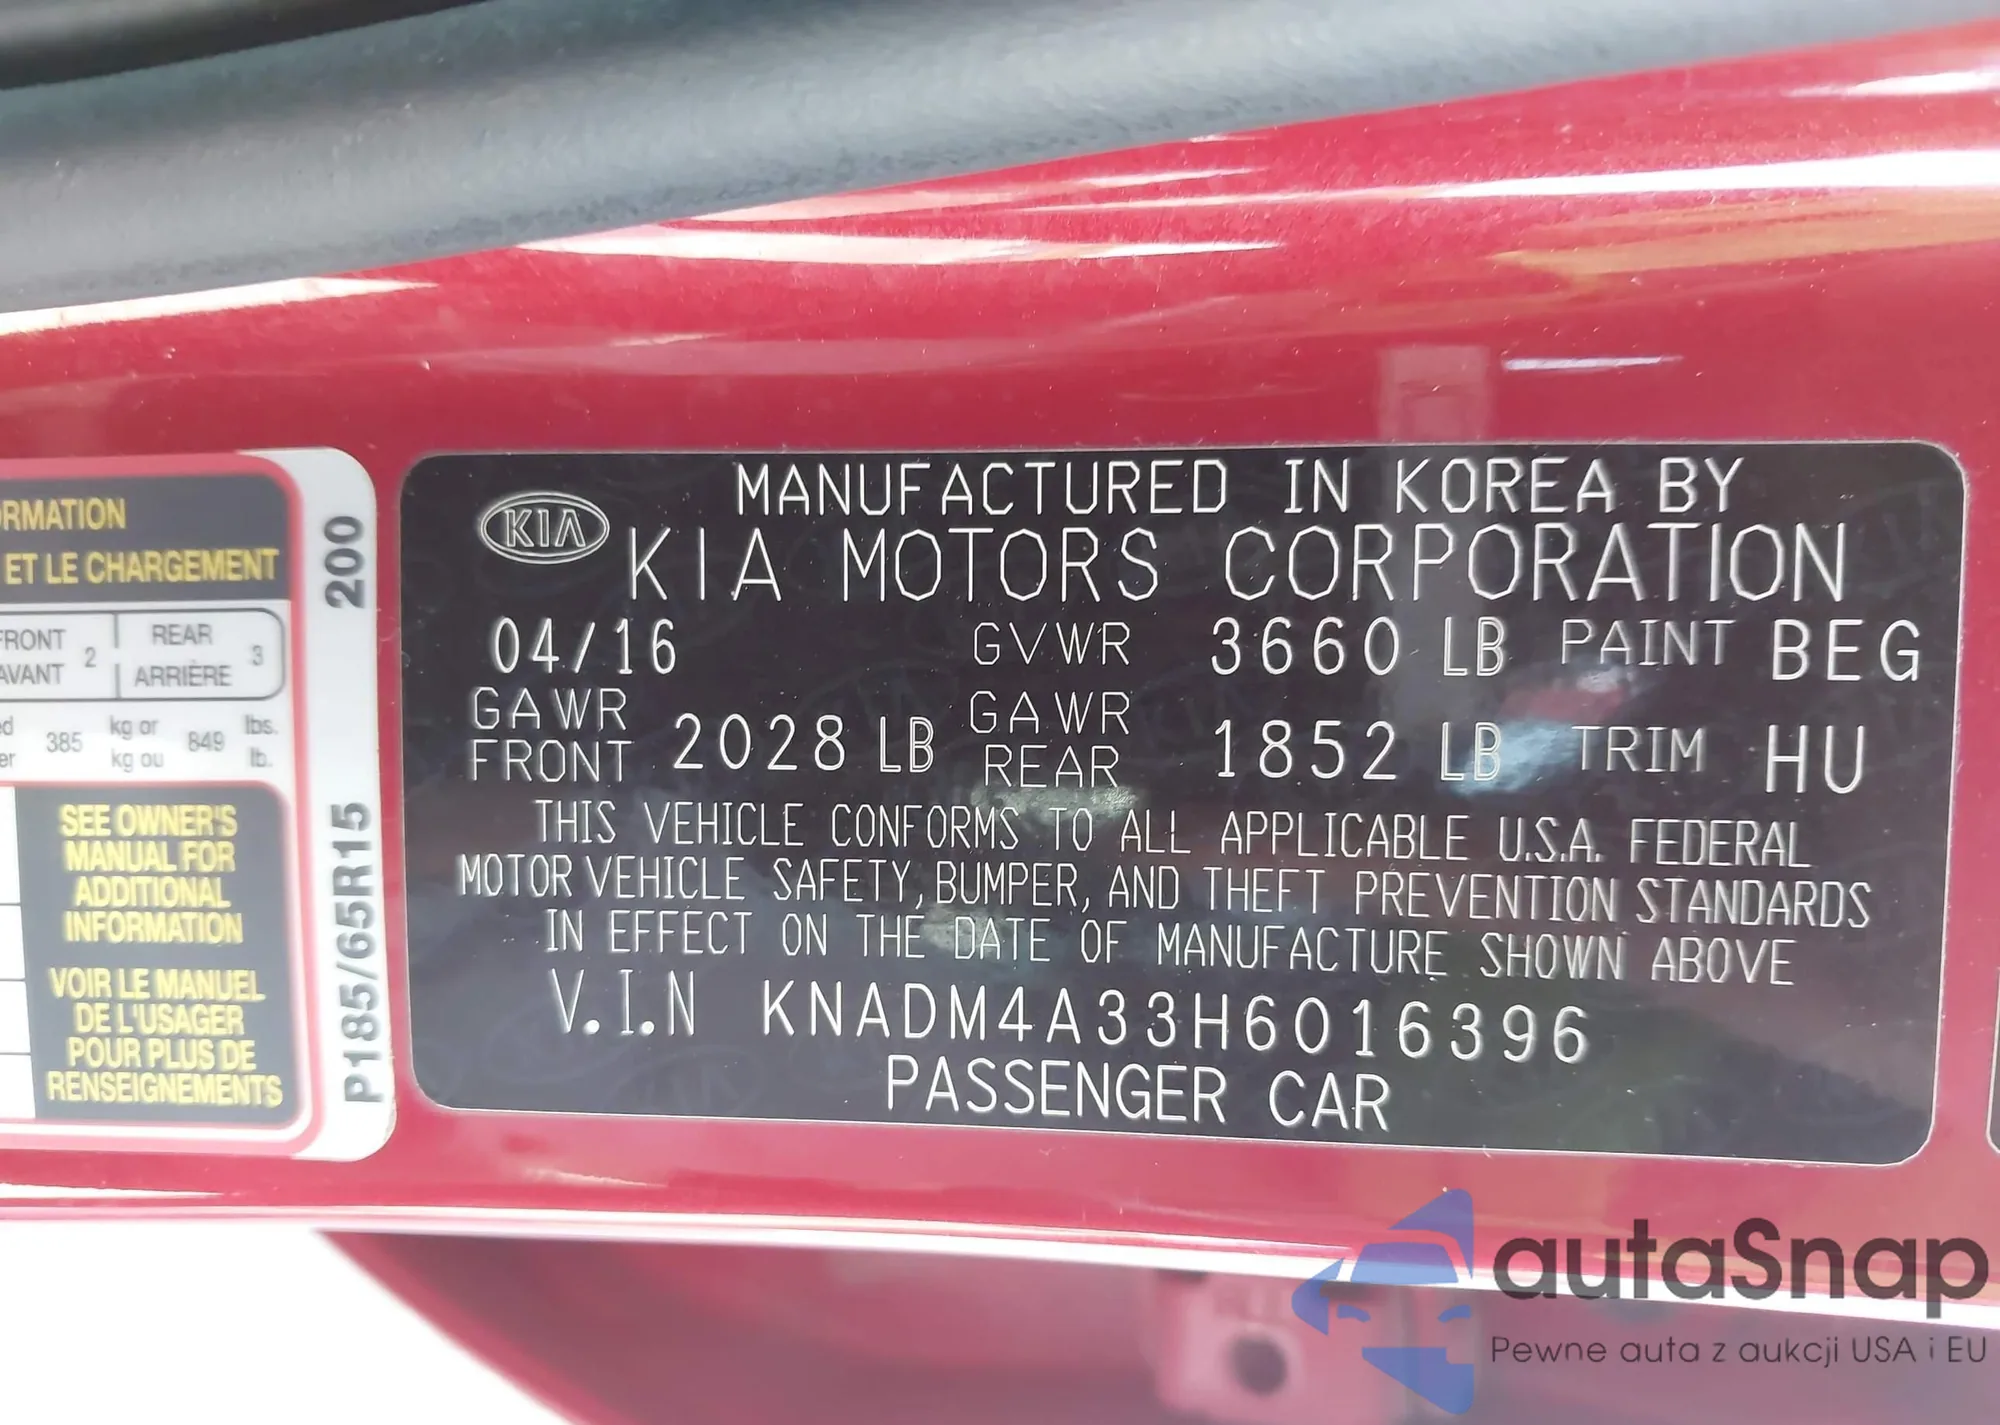 RMATION
ET LE CHARGEMENT
FRONT
AVANT
2
REAR
ARRIÈRE
3
385
kg or
kg ou
849
lbs.
lb.
SEE OWNER'S
MANUAL FOR
ADDITIONAL
INFORMATION
VOIR LE MANUEL
DE L'USAGER
POUR PLUS DE
RENSEIGNEMENTS
P185/65R15 200
KIA
MANUFACTURED IN KOREA BY
KIA MOTORS CORPORATION
04/16 GVWR 3660 LB PAINT BEG
GAWR FRONT 2028 LB GAWR REAR 1852 LB TRIM HU
THIS VEHICLE CONFORMS TO ALL APPLICABLE U.S.A. FEDERAL
MOTOR VEHICLE SAFETY, BUMPER, AND THEFT PREVENTION STANDARDS
IN EFFECT ON THE DATE OF MANUFACTURE SHOWN ABOVE
V.I.N KNADM4A33H6016396
PASSENGER CAR
autaSnap
Pewne auta z aukcji USA i EU